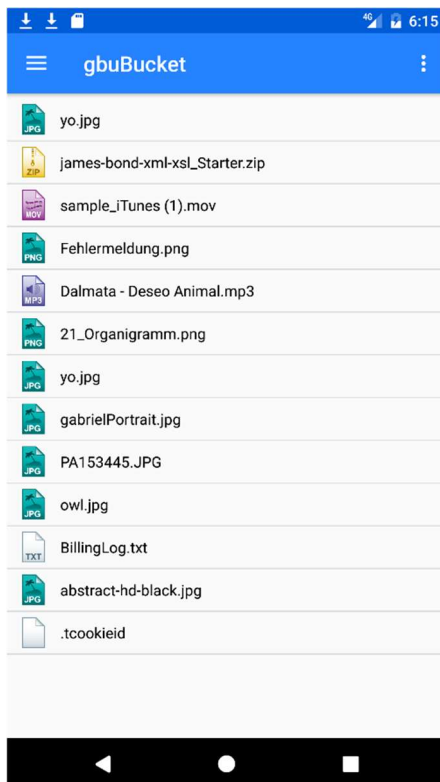 4G 6:15
gbuBucket
JPG yo.jpg
ZIP james-bond-xml-xsl_Starter.zip
MOV sample_iTunes (1).mov
PNG Fehlermeldung.png
MP3 Dalmata - Deseo Animal.mp3
PNG 21_Organigramm.png
JPG yo.jpg
JPG gabrielPortrait.jpg
JPG PA153445.JPG
JPG owl.jpg
TXT BillingLog.txt
JPG abstract-hd-black.jpg
.tcookieid